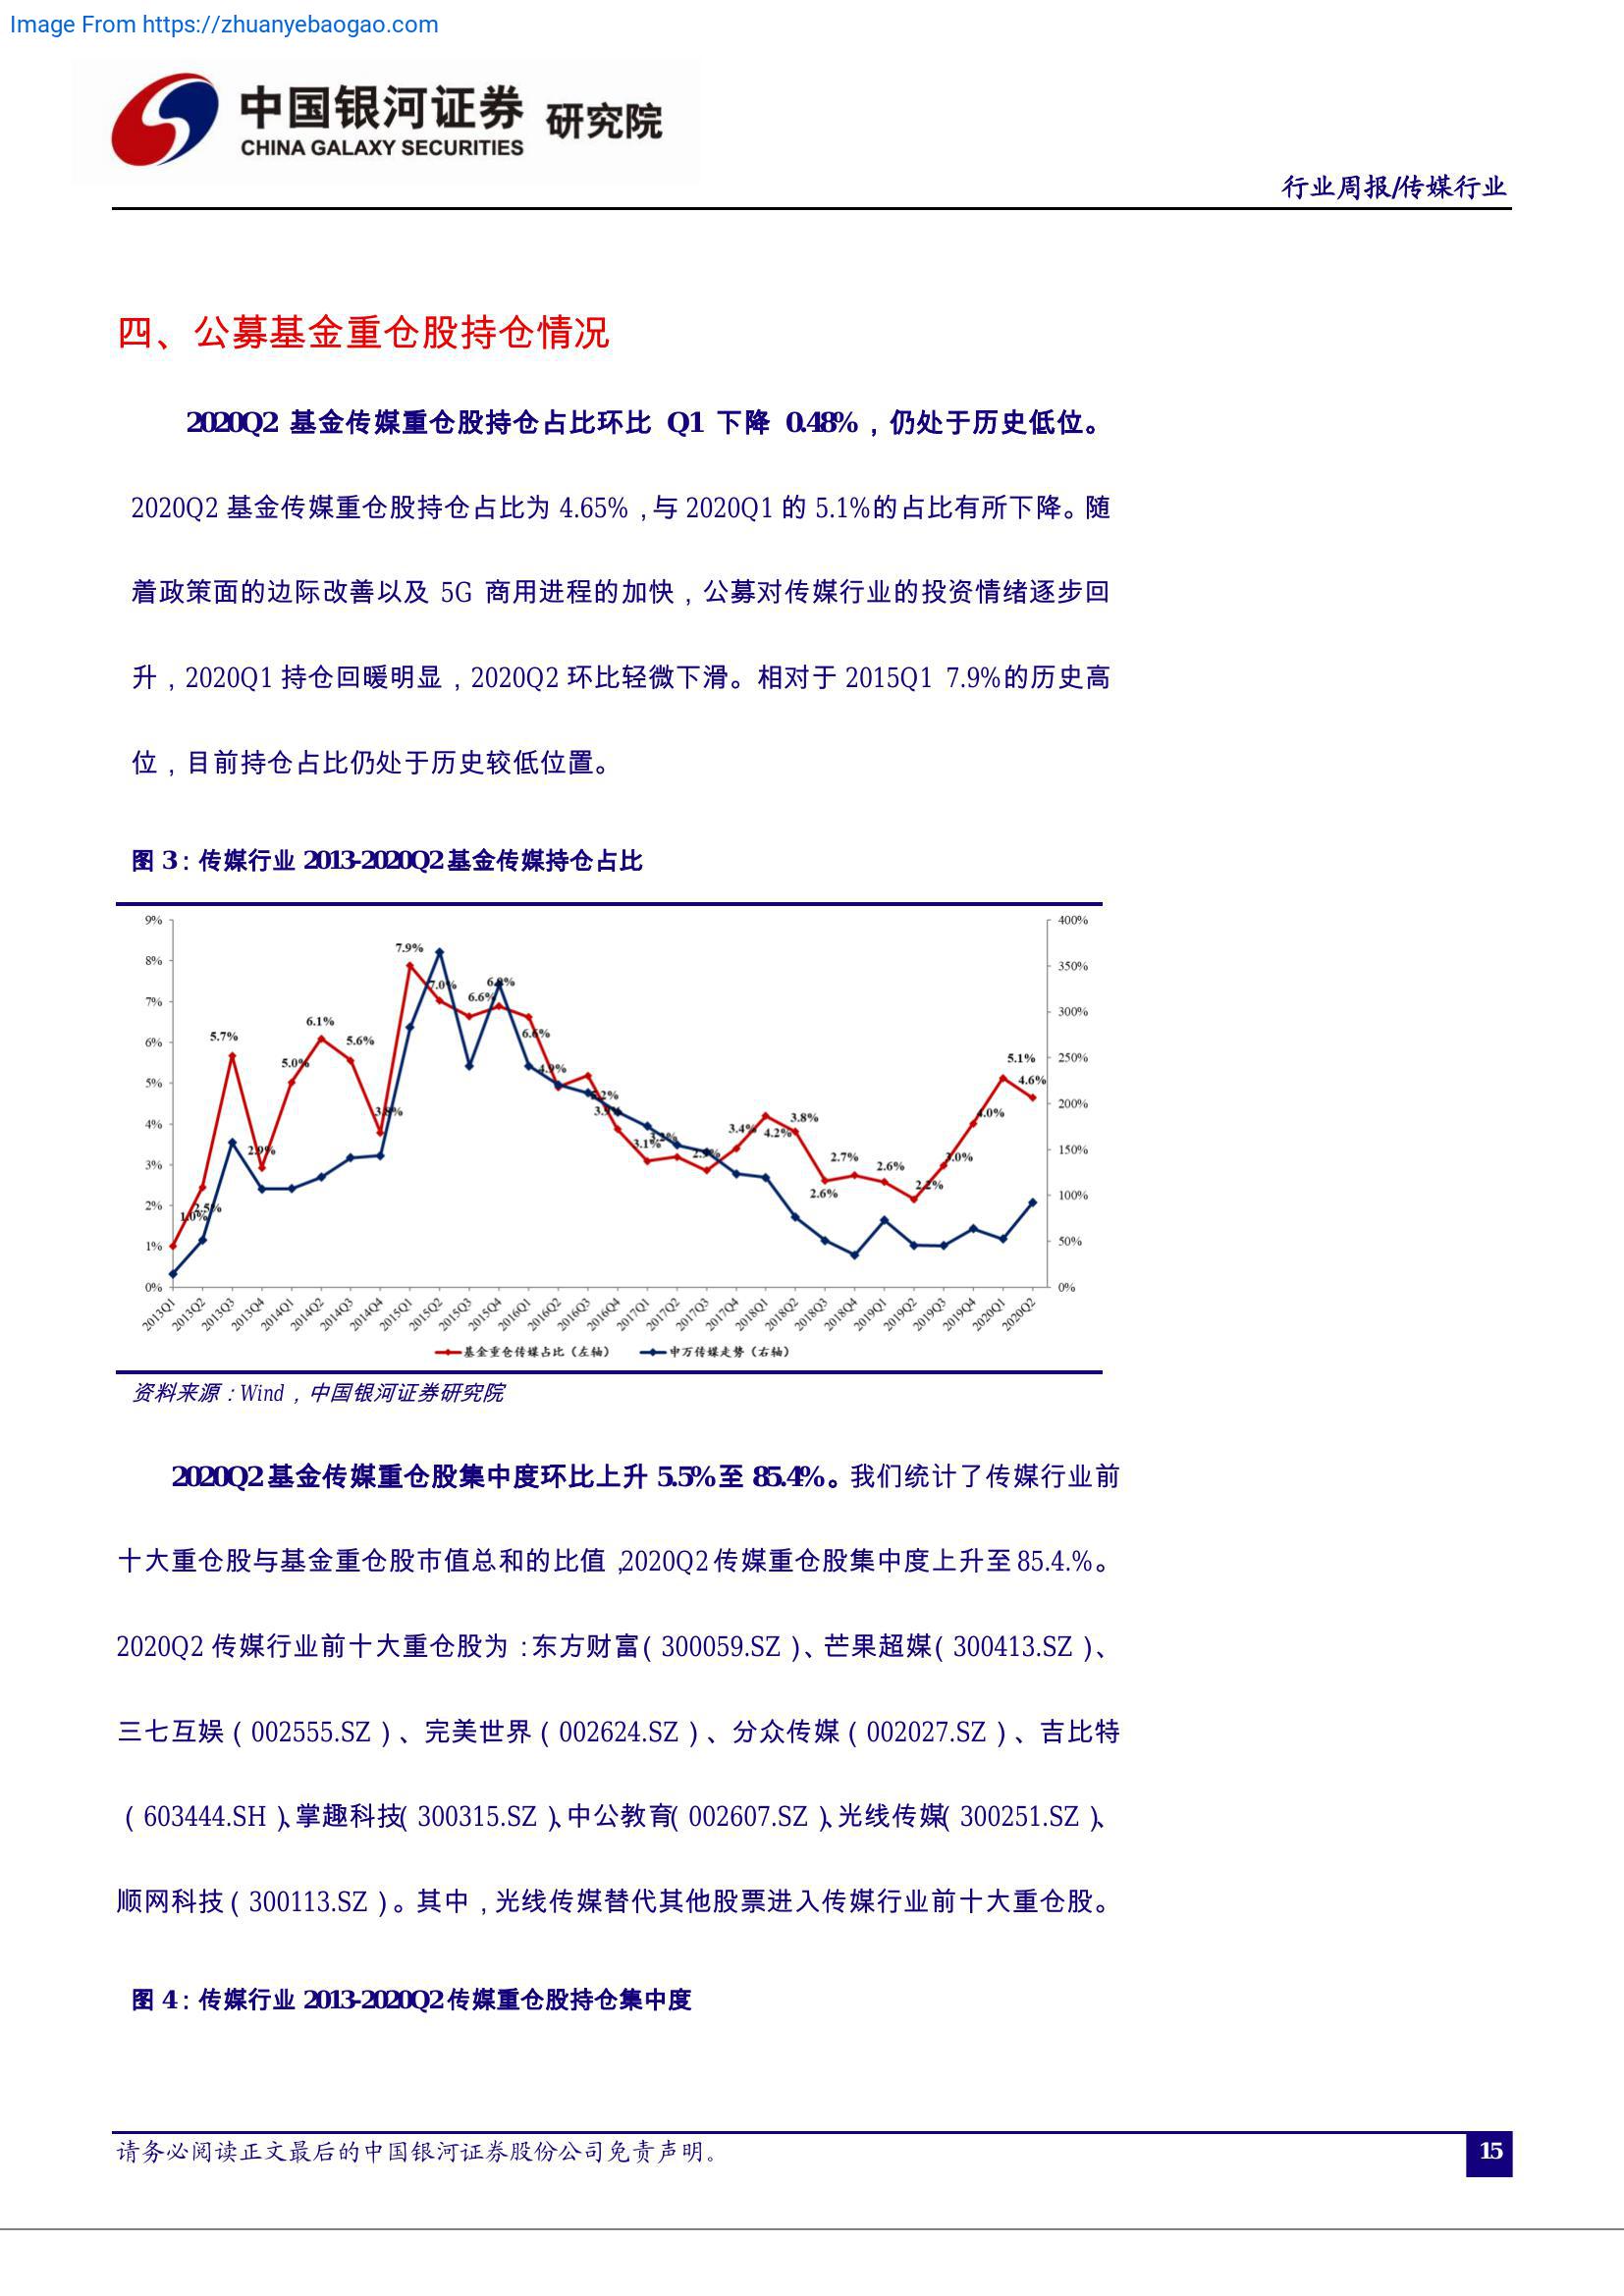 Image From https://zhuanyebaogao.com
中国银河证券 研究院
CHINA GALAXY SECURITIES
行业周报/传媒行业
四、公募基金重仓股持仓情况
2020Q2 基金传媒重仓股持仓占比环比 Q1 下降 0.48%，仍处于历史低位。
2020Q2 基金传媒重仓股持仓占比为 4.65%，与 2020Q1 的 5.1%的占比有所下降。随
着政策面的边际改善以及 5G 商用进程的加快，公募对传媒行业的投资情绪逐步回
升，2020Q1 持仓回暖明显，2020Q2 环比轻微下滑。相对于 2015Q1 7.9%的历史高
位，目前持仓占比仍处于历史较低位置。
图 3：传媒行业 2013-2020Q2 基金传媒持仓占比
9%
8%
7%
6%
5%
4%
3%
2%
1%
0%
400%
350%
300%
250%
200%
150%
100%
50%
0%
1.0%
2.5%
5.7%
2.9%
5.0%
6.1%
5.6%
3.8%
7.9%
7.0%
6.6%
6.6%
4.9%
5.2%
3.9%
3.1%
3.2%
3.4%
4.2%
3.8%
2.6%
2.7%
2.6%
2.2%
3.0%
4.0%
5.1%
4.6%
2013Q1 2013Q2 2013Q3 2013Q4 2014Q1 2014Q2 2014Q3 2014Q4 2015Q1 2015Q2 2015Q3 2015Q4 2016Q1 2016Q2 2016Q3 2016Q4 2017Q1 2017Q2 2017Q3 2017Q4 2018Q1 2018Q2 2018Q3 2018Q4 2019Q1 2019Q2 2019Q3 2019Q4 2020Q1 2020Q2
基金重仓传媒占比（左轴） 申万传媒走势（右轴）
资料来源：Wind，中国银河证券研究院
2020Q2 基金传媒重仓股集中度环比上升 5.5%至 85.4%。我们统计了传媒行业前
十大重仓股与基金重仓股市值总和的比值，2020Q2 传媒重仓股集中度上升至 85.4.%。
2020Q2 传媒行业前十大重仓股为：东方财富（300059.SZ）、芒果超媒（300413.SZ）、
三七互娱（002555.SZ）、完美世界（002624.SZ）、分众传媒（002027.SZ）、吉比特
（603444.SH）、掌趣科技（300315.SZ）、中公教育（002607.SZ）、光线传媒（300251.SZ）、
顺网科技（300113.SZ）。其中，光线传媒替代其他股票进入传媒行业前十大重仓股。
图 4：传媒行业 2013-2020Q2 传媒重仓股持仓集中度
请务必阅读正文最后的中国银河证券股份公司免责声明。
15